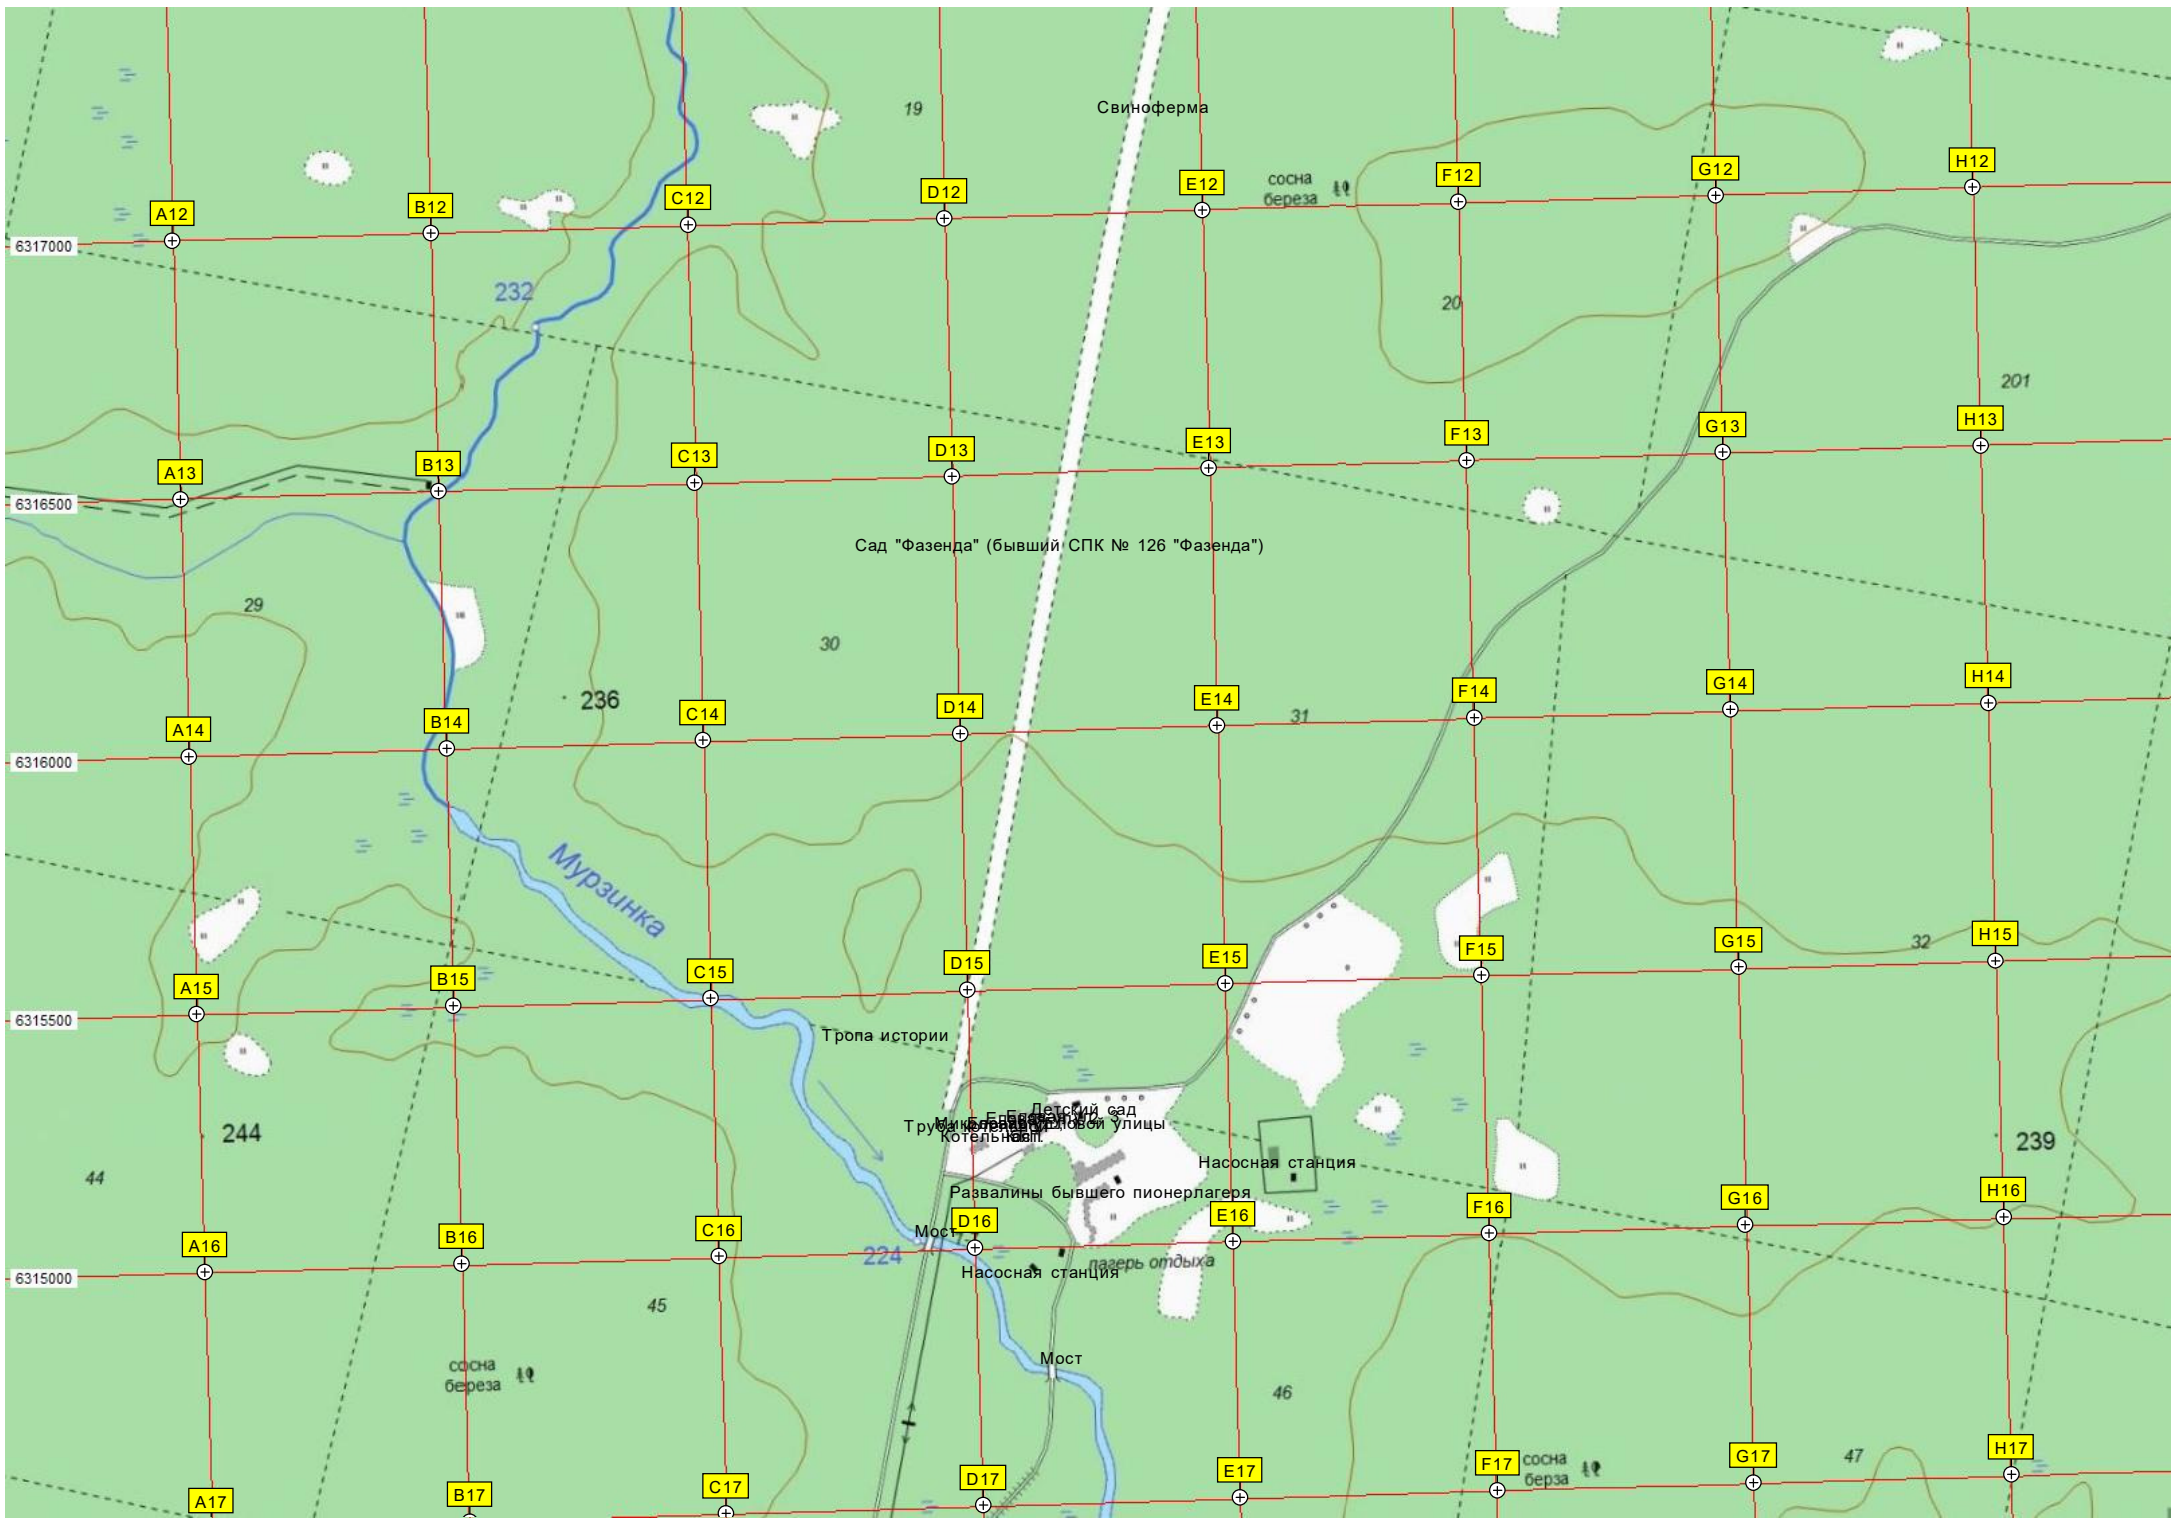 19
Свиноферма
сосна
береза
A12
B12
C12
D12
E12
F12
G12
H12
6317000
232
20
201
A13
B13
C13
D13
E13
F13
G13
H13
6316500
Сад "Фазенда" (бывший СПК № 126 "Фазенда")
29
30
236
31
A14
B14
C14
D14
E14
F14
G14
H14
6316000
Мурзинка
32
A15
B15
C15
D15
E15
F15
G15
H15
6315500
Тропа истории
Детский сад
244
239
44
Насосная станция
Развалины бывшего пионерлагеря
A16
B16
C16
D16
E16
F16
G16
H16
Мост
224
лагерь отдыха
6315000
Насосная станция
45
Мост
сосна
береза
46
47
сосна
берза
A17
B17
C17
D17
E17
F17
G17
H17